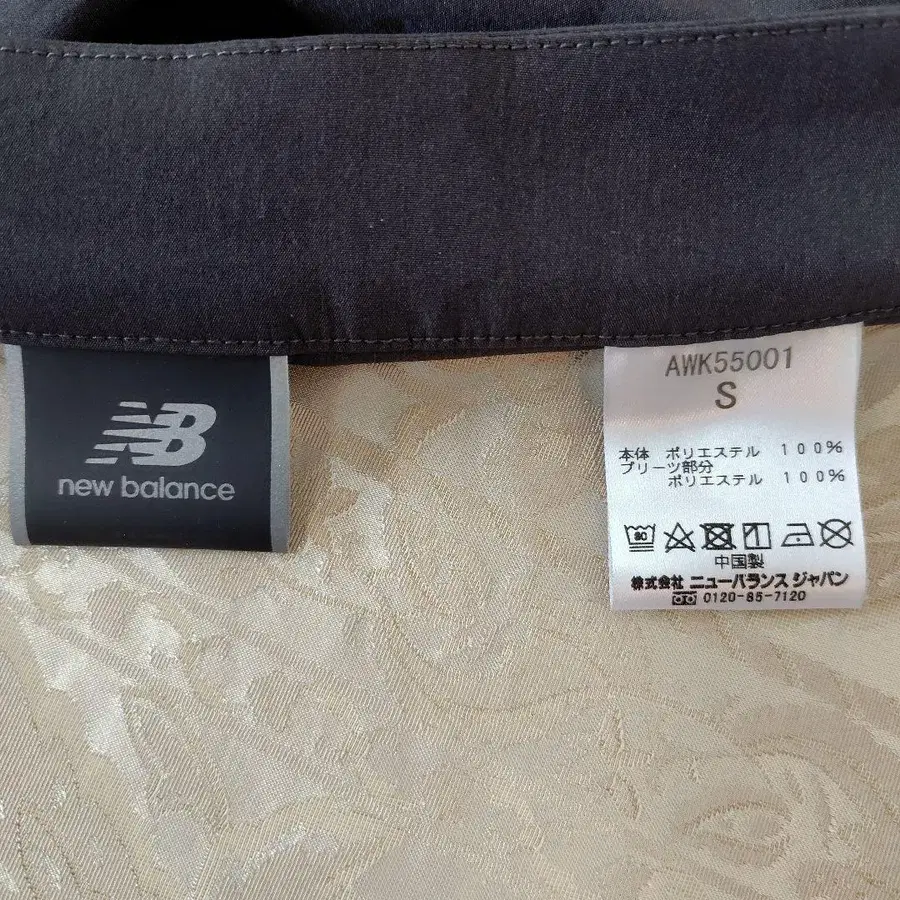 NB
new balance
AWK55001
S
本体 ポリエステル 100%
プリーツ部分
ポリエステル 100%
中国製
株式会社 ニューバランス ジャパン
0120-85-7120